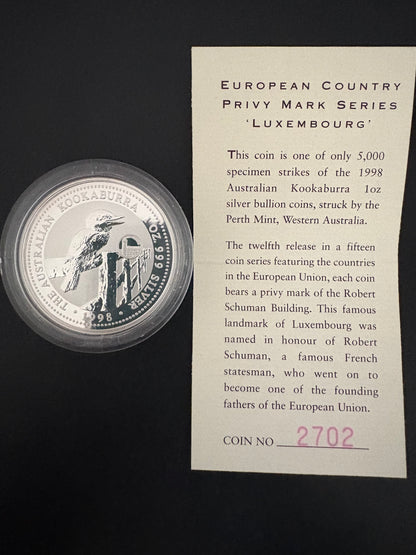 THE AUSTRALIAN KOOKABURRA 1 OZ. 999 SILVER
1998
EUROPEAN COUNTRY
PRIVY MARK SERIES
‘LUXEMBOURG’
This coin is one of only 5,000
specimen strikes of the 1998
Australian Kookaburra 1oz
silver bullion coins, struck by the
Perth Mint, Western Australia.
The twelfth release in a fifteen
coin series featuring the countries
in the European Union, each coin
bears a privy mark of the Robert
Schuman Building. This famous
landmark of Luxembourg was
named in honour of Robert
Schuman, a famous French
statesman, who went on to
become one of the founding
fathers of the European Union.
COIN NO 2702